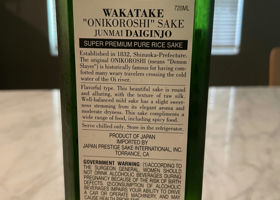 WAKATAKE
720ML
"ONIKOROSHI" SAKE
JUNMAI DAIGINJO
SUPER PREMIUM PURE RICE SAKE
Established in 1832, Shizuoka-Prefecture.
The original ONIKOROSHI (means "Demon
Slayer") is historically famous for having com-
forted many weary travelers crossing the cold
water of the Oi river.
Flavorful type. This beautiful sake is round
and alluring, with the texture of raw silk.
Well-balanced mild sake has a slight sweet-
ness stemming from its elegant aroma and
moderate dryness. This sake compliments a
wide range of food, including spicy food.
Serve chilled only. Store in the refrigerator.
PRODUCT OF JAPAN
IMPORTED BY
JAPAN PRESTIGE SAKE INTERNATIONAL, INC.
TORRANCE, CA
GOVERNMENT WARNING: (1)ACCORDING TO
THE SURGEON GENERAL, WOMEN SHOULD
NOT DRINK ALCOHOLIC BEVERAGES DURING
PREGNANCY BECAUSE OF THE RISK OF BIRTH
DEFECTS. (2)CONSUMPTION OF ALCOHOLIC
BEVERAGES IMPAIRS YOUR ABILITY TO DRIVE
A CAR OR OPERATE MACHINERY, AND MAY
CAUSE HEALTH